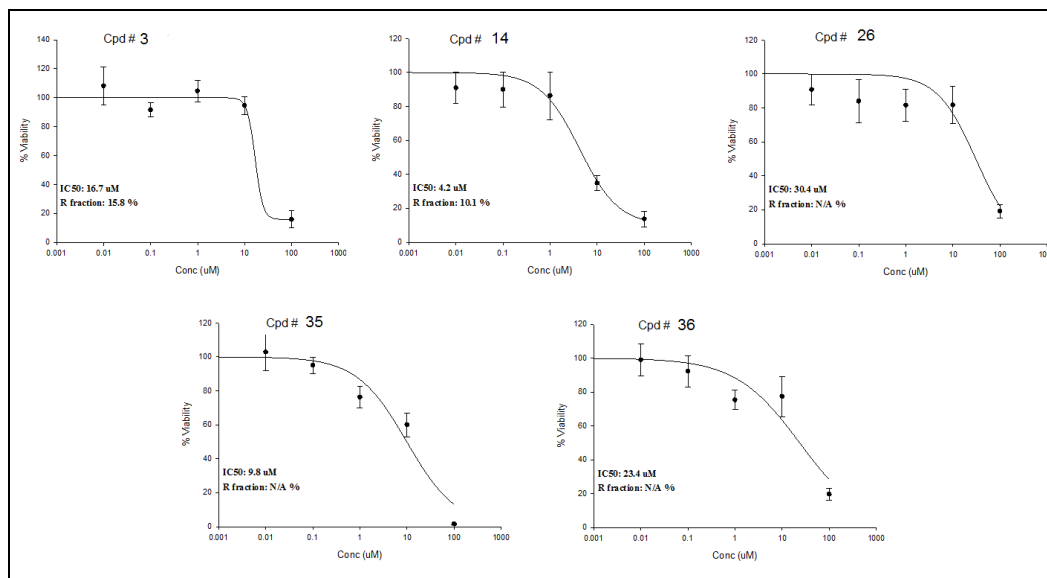 Cpd # 3
140
120
100
80
60
40
20
0
% Viability
IC50: 16.7 uM
R fraction: 15.8 %
0.001 0.01 0.1 1 10 100 1000
Conc (uM)
Cpd # 14
120
100
80
60
40
20
0
% Viability
IC50: 4.2 uM
R fraction: 10.1 %
0.001 0.01 0.1 1 10 100 1000
Conc (uM)
Cpd # 26
120
100
80
60
40
20
0
% Viability
IC50: 30.4 uM
R fraction: N/A %
0.001 0.01 0.1 1 10 100 1000
Conc (uM)
Cpd # 35
120
100
80
60
40
20
0
% Viability
IC50: 9.8 uM
R fraction: N/A %
0.001 0.01 0.1 1 10 100 1000
Conc (uM)
Cpd # 36
120
100
80
60
40
20
0
% Viability
IC50: 23.4 uM
R fraction: N/A %
0.001 0.01 0.1 1 10 100 1000
Conc (uM)